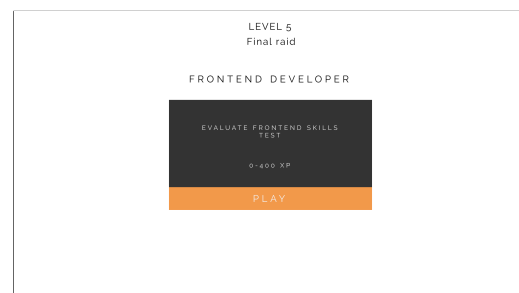 LEVEL 5
Final raid
FRONTEND DEVELOPER
EVALUATE FRONTEND SKILLS
TEST
0-400 XP
PLAY